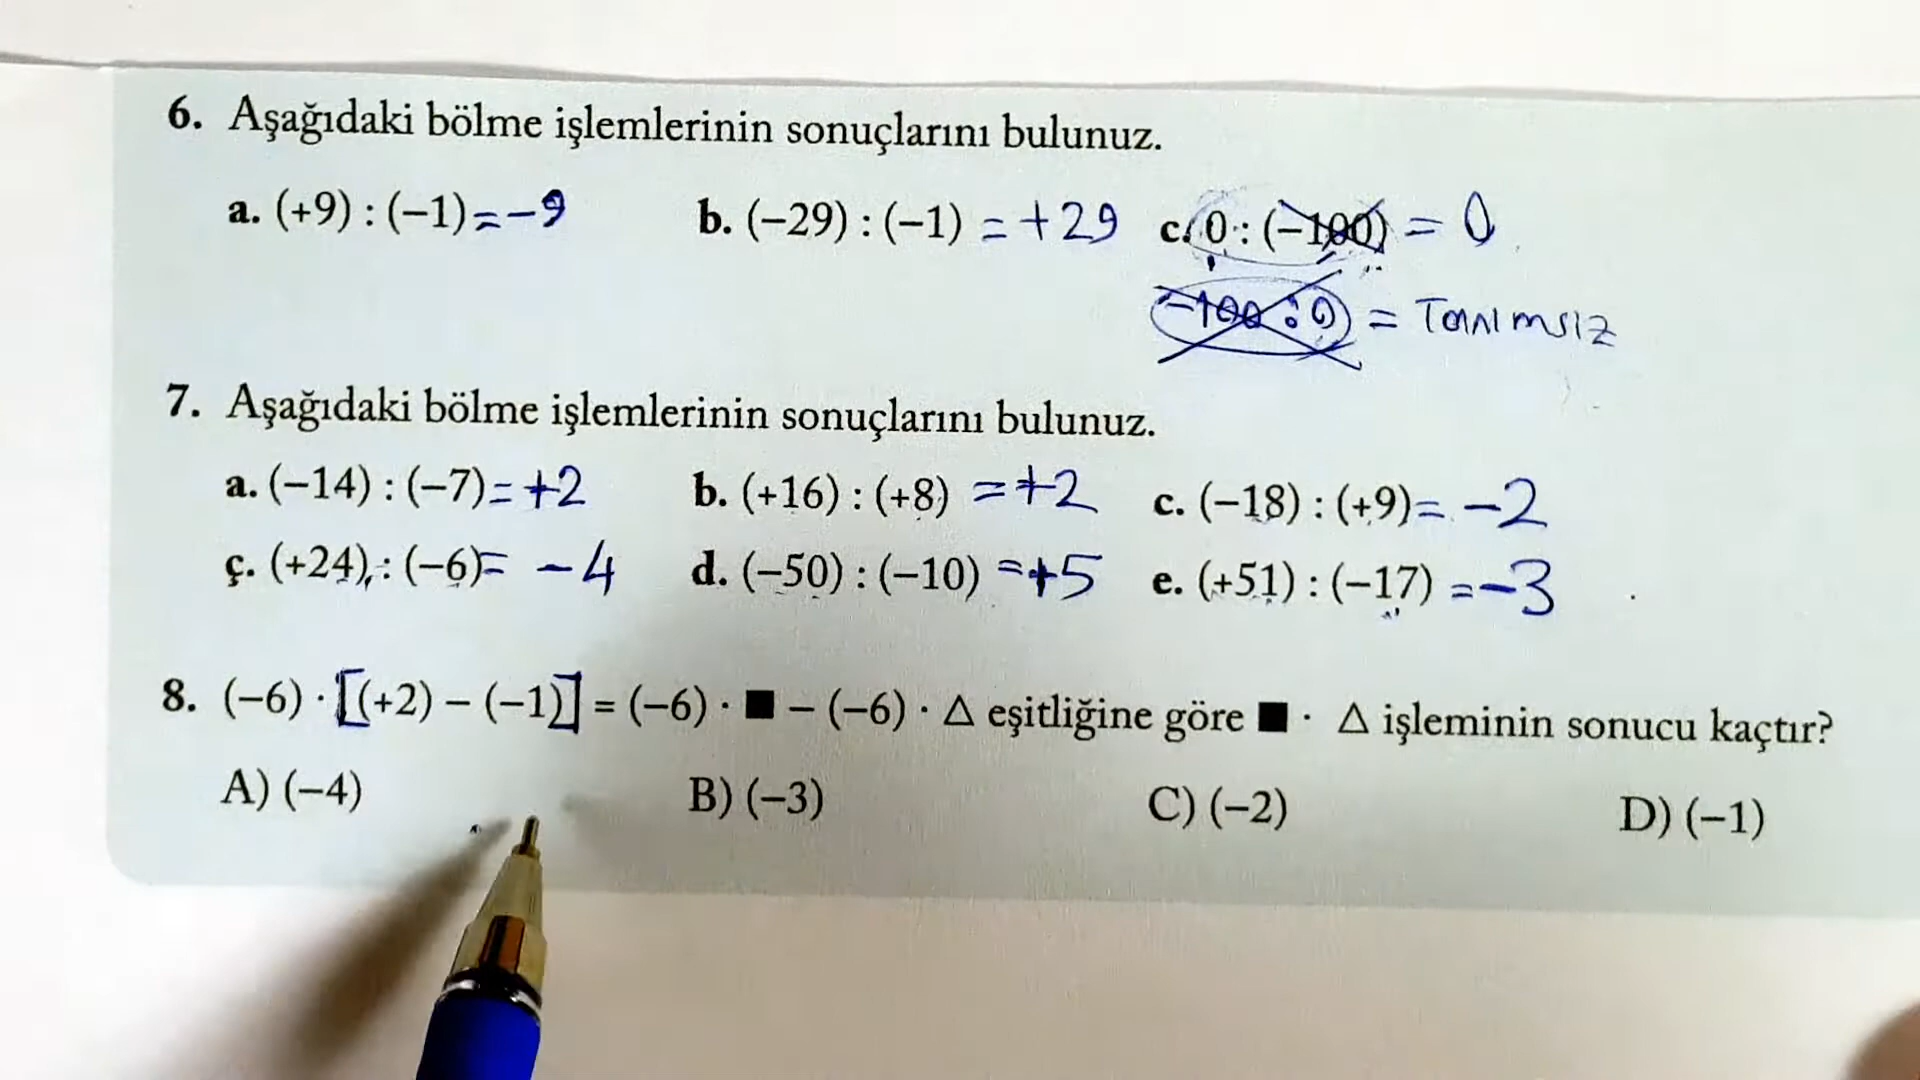 6. Aşağıdaki bölme işlemlerinin sonuçlarını bulunuz.
a. (+9) : (−1) = −9 b. (−29) : (−1) = +29 c. 0 : (−100) = 0
−100 : 0 = Tanımsız
7. Aşağıdaki bölme işlemlerinin sonuçlarını bulunuz.
a. (−14) : (−7) = +2 b. (+16) : (+8) = +2 c. (−18) : (+9) = −2
ç. (+24) : (−6) = −4 d. (−50) : (−10) = +5 e. (+51) : (−17) = −3
8. (−6) · [(+2) − (−1)] = (−6) · ■ − (−6) · △ eşitliğine göre ■ · △ işleminin sonucu kaçtır?
A) (−4) B) (−3) C) (−2) D) (−1)